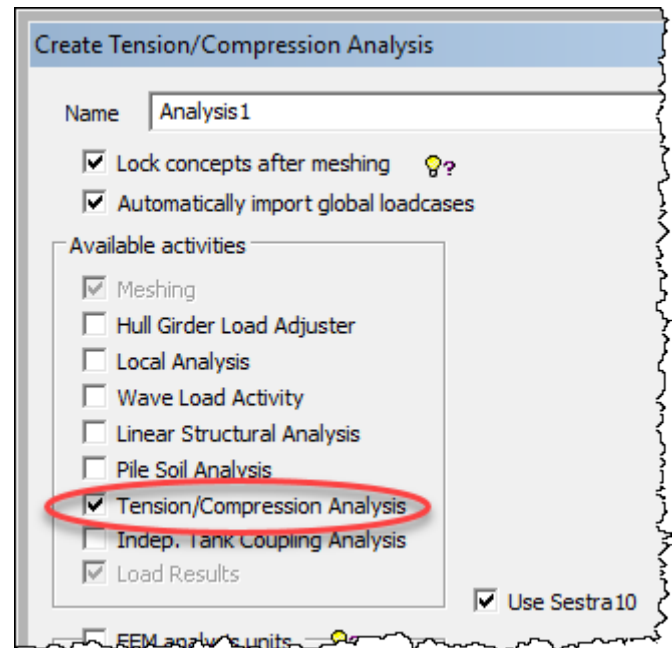 Create Tension/Compression Analysis
Name Analysis1
Lock concepts after meshing
Automatically import global loadcases
Available activities
Meshing
Hull Girder Load Adjuster
Local Analysis
Wave Load Activity
Linear Structural Analysis
Pile Soil Analysis
Tension/Compression Analysis
Indep. Tank Coupling Analysis
Load Results
Use Sestra10
analysis units